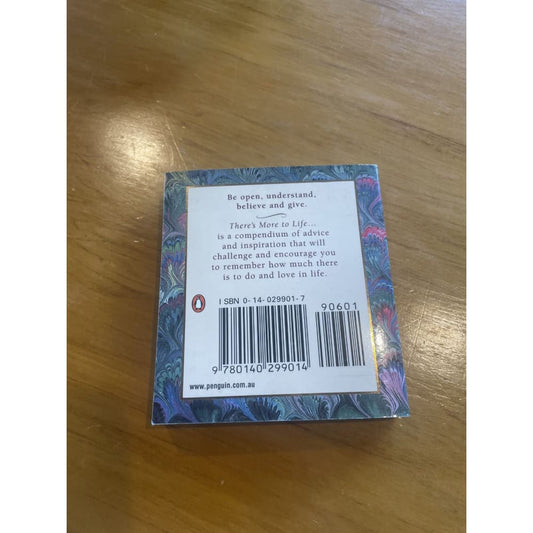 Be open, understand,
believe and give.
There's More to Life...
is a compendium of advice
and inspiration that will
challenge and encourage you
to remember how much there
is to do and love in life.
I SBN 0-14-029901-7
90601
9 780140 299014
www.penguin.com.au